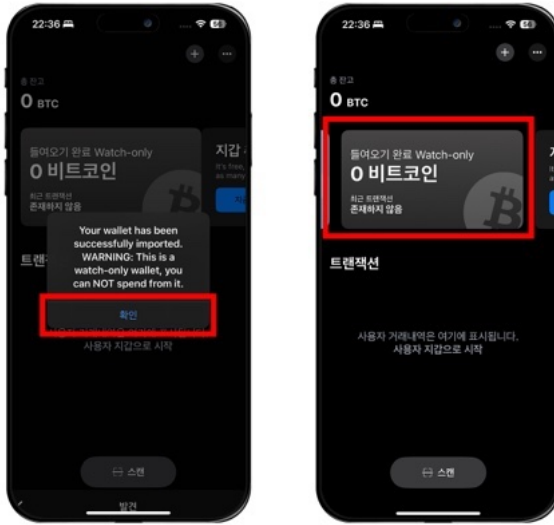 22:36
총 잔고
0 BTC
들여오기 완료 Watch-only
0 비트코인
최근 트랜잭션
존재하지 않음
지갑
It's free,
as many
Your wallet has been
successfully imported.
WARNING: This is a
watch-only wallet, you
can NOT spend from it.
확인
사용자 지갑으로 시작
스캔
발견
22:36
총 잔고
0 BTC
들여오기 완료 Watch-only
0 비트코인
최근 트랜잭션
존재하지 않음
트랜잭션
사용자 거래내역은 여기에 표시됩니다.
사용자 지갑으로 시작
스캔